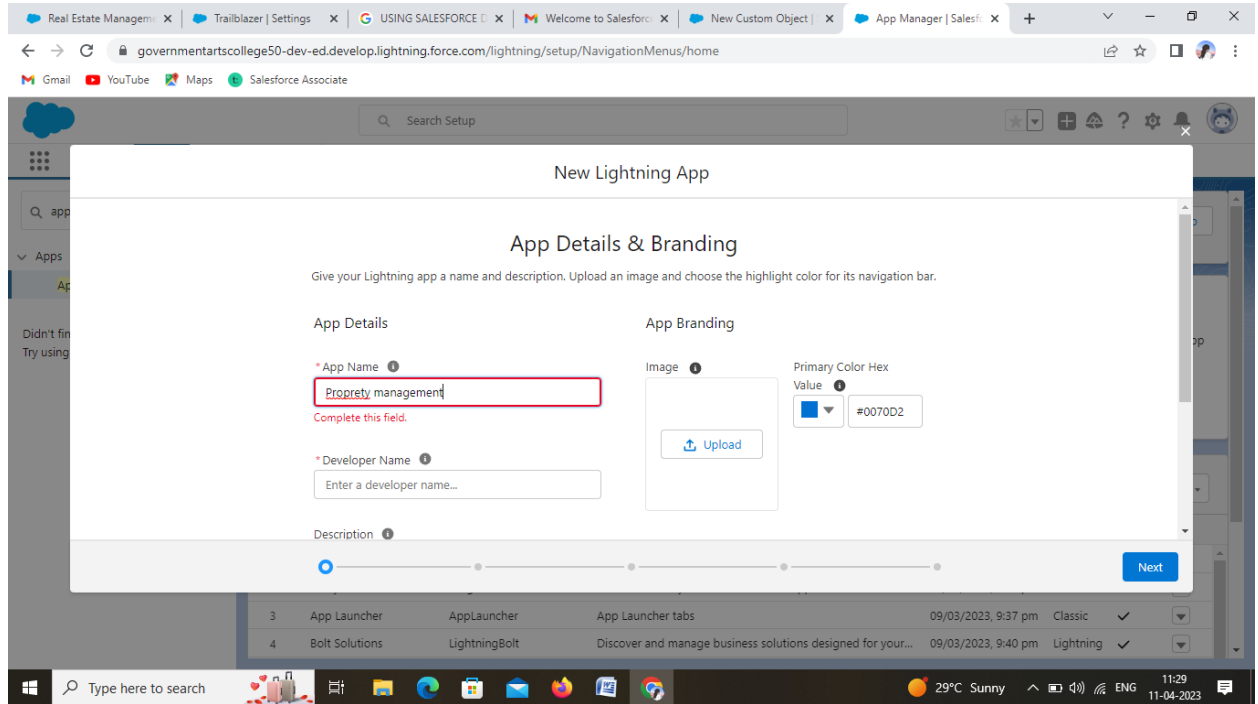 Real Estate Manageme
Trailblazer | Settings
USING SALESFORCE D
Welcome to Salesforc
New Custom Object |
App Manager | Salesf
governmentartscollege50-dev-ed.develop.lightning.force.com/lightning/setup/NavigationMenus/home
Gmail
YouTube
Maps
Salesforce Associate
Search Setup
New Lightning App
app
Apps
Ap
Didn't fin
Try using
App Details & Branding
Give your Lightning app a name and description. Upload an image and choose the highlight color for its navigation bar.
App Details
App Branding
*App Name
Proprety management
Complete this field.
*Developer Name
Enter a developer name...
Description
Image
Upload
Primary Color Hex
Value
#0070D2
Next
3 App Launcher AppLauncher App Launcher tabs 09/03/2023, 9:37 pm Classic
4 Bolt Solutions LightningBolt Discover and manage business solutions designed for your... 09/03/2023, 9:40 pm Lightning
Type here to search
29°C Sunny
ENG
11:29
11-04-2023